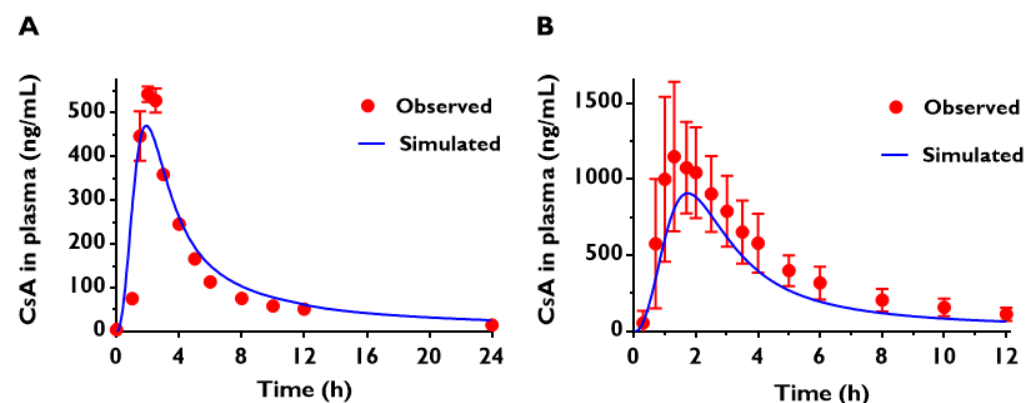 A
CsA in plasma (ng/mL)
500
400
300
200
100
0
0 4 8 12 16 20 24
Time (h)
Observed
Simulated
B
CsA in plasma (ng/mL)
1500
1000
500
0
0 2 4 6 8 10 12
Time (h)
Observed
Simulated